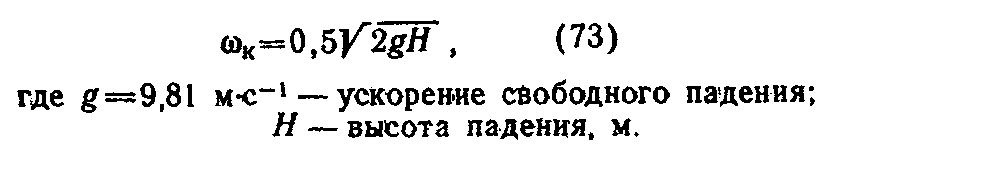 ωк=0,5√2gH , (73)
где g=9,81 м·с⁻¹ — ускорение свободного падения;
H — высота падения, м.